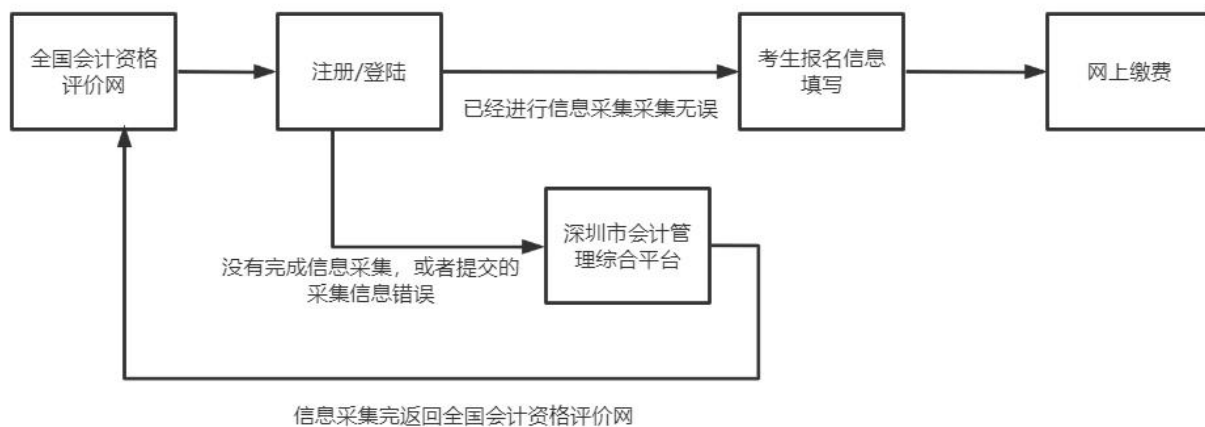 全国会计资格
评价网
注册/登陆
考生报名信息
填写
网上缴费
已经进行信息采集采集无误
深圳市会计管
理综合平台
没有完成信息采集，或者提交的
采集信息错误
信息采集完返回全国会计资格评价网